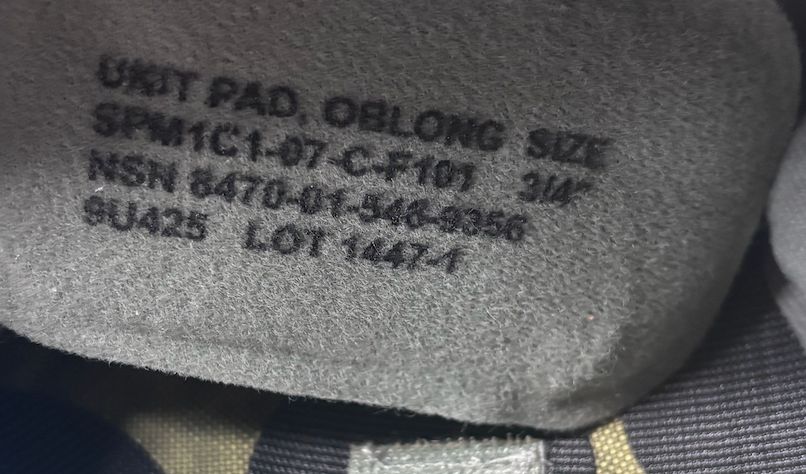 UNIT PAD, OBLONG SIZE
SPM1C1-07-C-F101 3/4"
NSN 8470-01-546-9356
9U425 LOT 1447-1